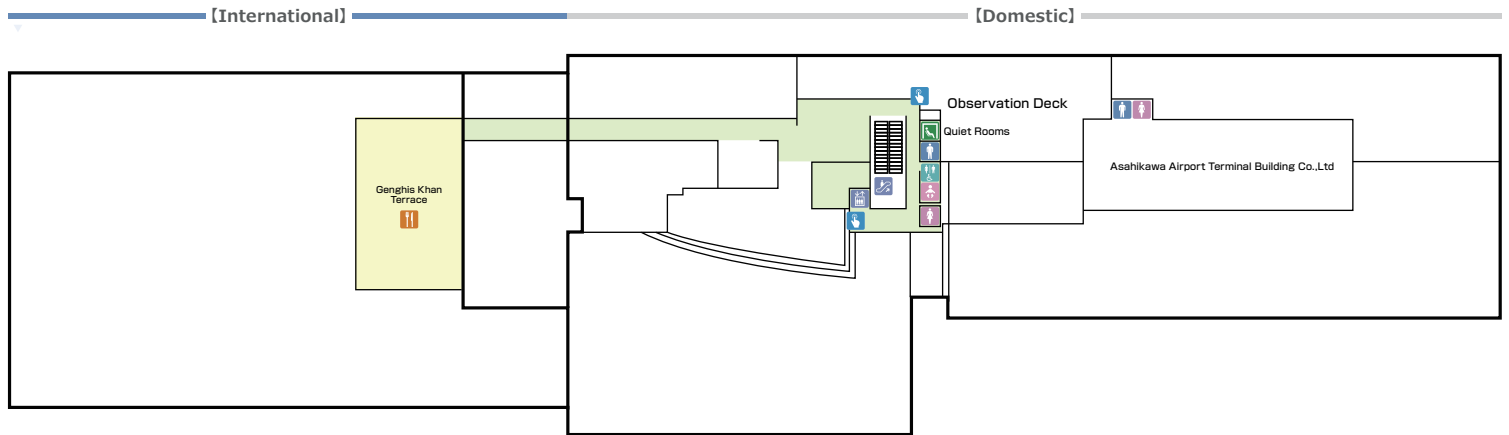 【International】
【Domestic】
Observation Deck
Quiet Rooms
Asahikawa Airport Terminal Building Co.,Ltd
Genghis Khan
Terrace